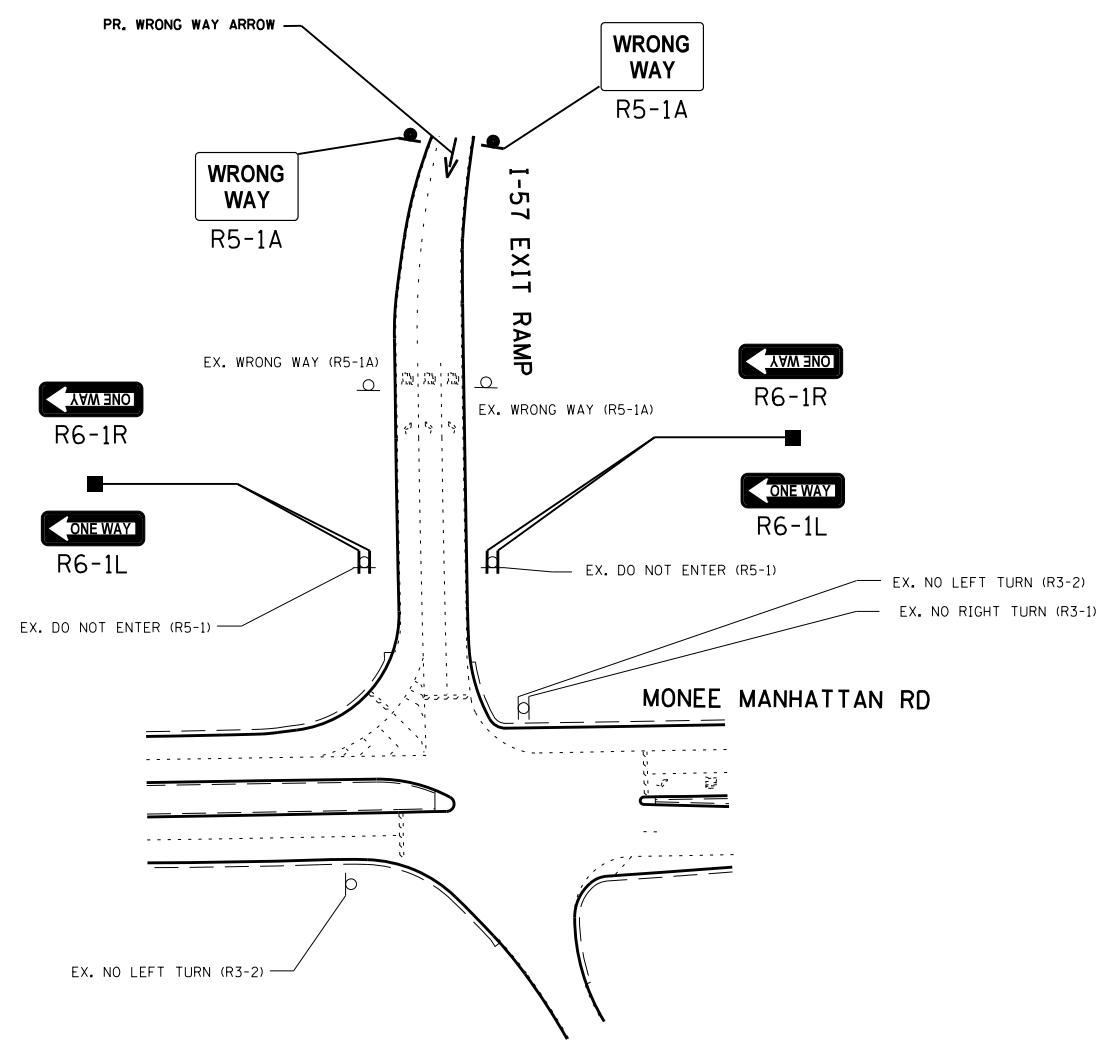 PR. WRONG WAY ARROW
WRONG
WAY
R5-1A
WRONG
WAY
R5-1A
I-57 EXIT RAMP
EX. WRONG WAY (R5-1A)
EX. WRONG WAY (R5-1A)
ONE WAY
R6-1R
ONE WAY
R6-1R
ONE WAY
R6-1L
ONE WAY
R6-1L
EX. DO NOT ENTER (R5-1)
EX. DO NOT ENTER (R5-1)
EX. NO LEFT TURN (R3-2)
EX. NO RIGHT TURN (R3-1)
MONEE MANHATTAN RD
EX. NO LEFT TURN (R3-2)